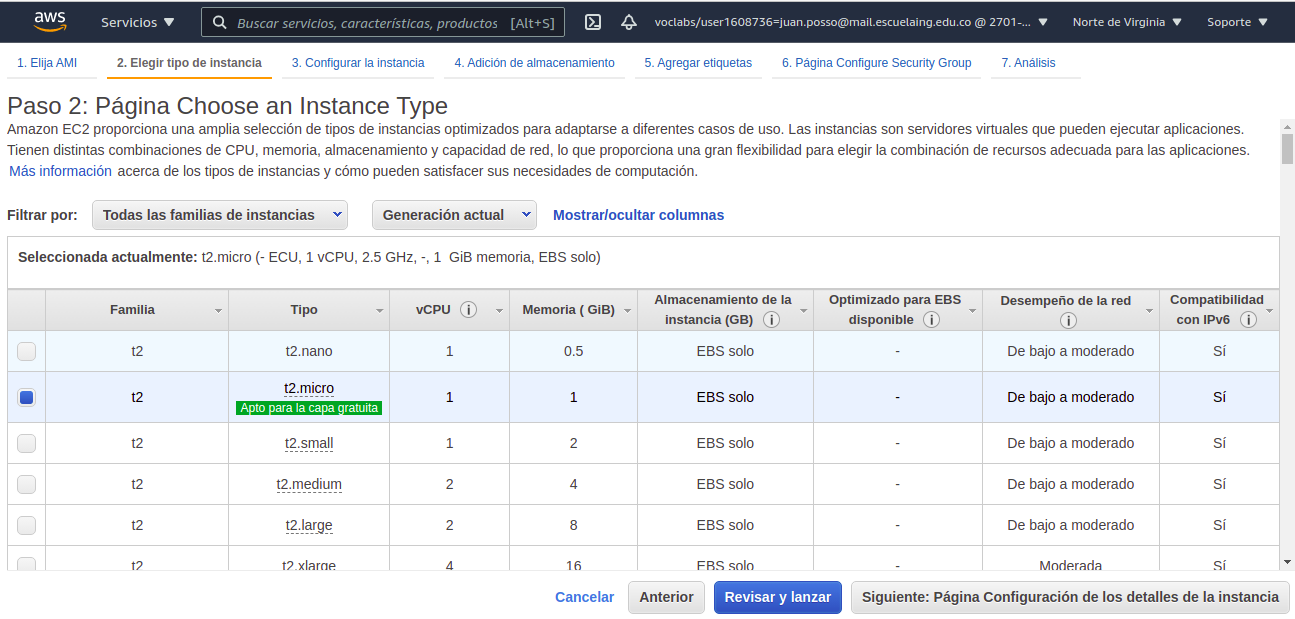 aws Servicios Buscar servicios, características, productos [Alt+S] voclabs/user1608736=juan.posso@mail.escuelaing.edu.co @ 2701-... Norte de Virginia Soporte
1. Elija AMI 2. Elegir tipo de instancia 3. Configurar la instancia 4. Adición de almacenamiento 5. Agregar etiquetas 6. Página Configure Security Group 7. Análisis
Paso 2: Página Choose an Instance Type
Amazon EC2 proporciona una amplia selección de tipos de instancias optimizados para adaptarse a diferentes casos de uso. Las instancias son servidores virtuales que pueden ejecutar aplicaciones.
Tienen distintas combinaciones de CPU, memoria, almacenamiento y capacidad de red, lo que proporciona una gran flexibilidad para elegir la combinación de recursos adecuada para las aplicaciones.
Más información acerca de los tipos de instancias y cómo pueden satisfacer sus necesidades de computación.
Filtrar por: Todas las familias de instancias Generación actual Mostrar/ocultar columnas
Seleccionada actualmente: t2.micro (- ECU, 1 vCPU, 2.5 GHz, -, 1 GiB memoria, EBS solo)
Familia Tipo vCPU i Memoria ( GiB) Almacenamiento de la instancia (GB) i Optimizado para EBS disponible i Desempeño de la red i Compatibilidad con IPv6 i
t2 t2.nano 1 0.5 EBS solo - De bajo a moderado Sí
t2 t2.micro Apto para la capa gratuita 1 1 EBS solo - De bajo a moderado Sí
t2 t2.small 1 2 EBS solo - De bajo a moderado Sí
t2 t2.medium 2 4 EBS solo - De bajo a moderado Sí
t2 t2.large 2 8 EBS solo - De bajo a moderado Sí
t2 t2.xlarge 4 16 EBS solo - Moderada Sí
Cancelar Anterior Revisar y lanzar Siguiente: Página Configuración de los detalles de la instancia